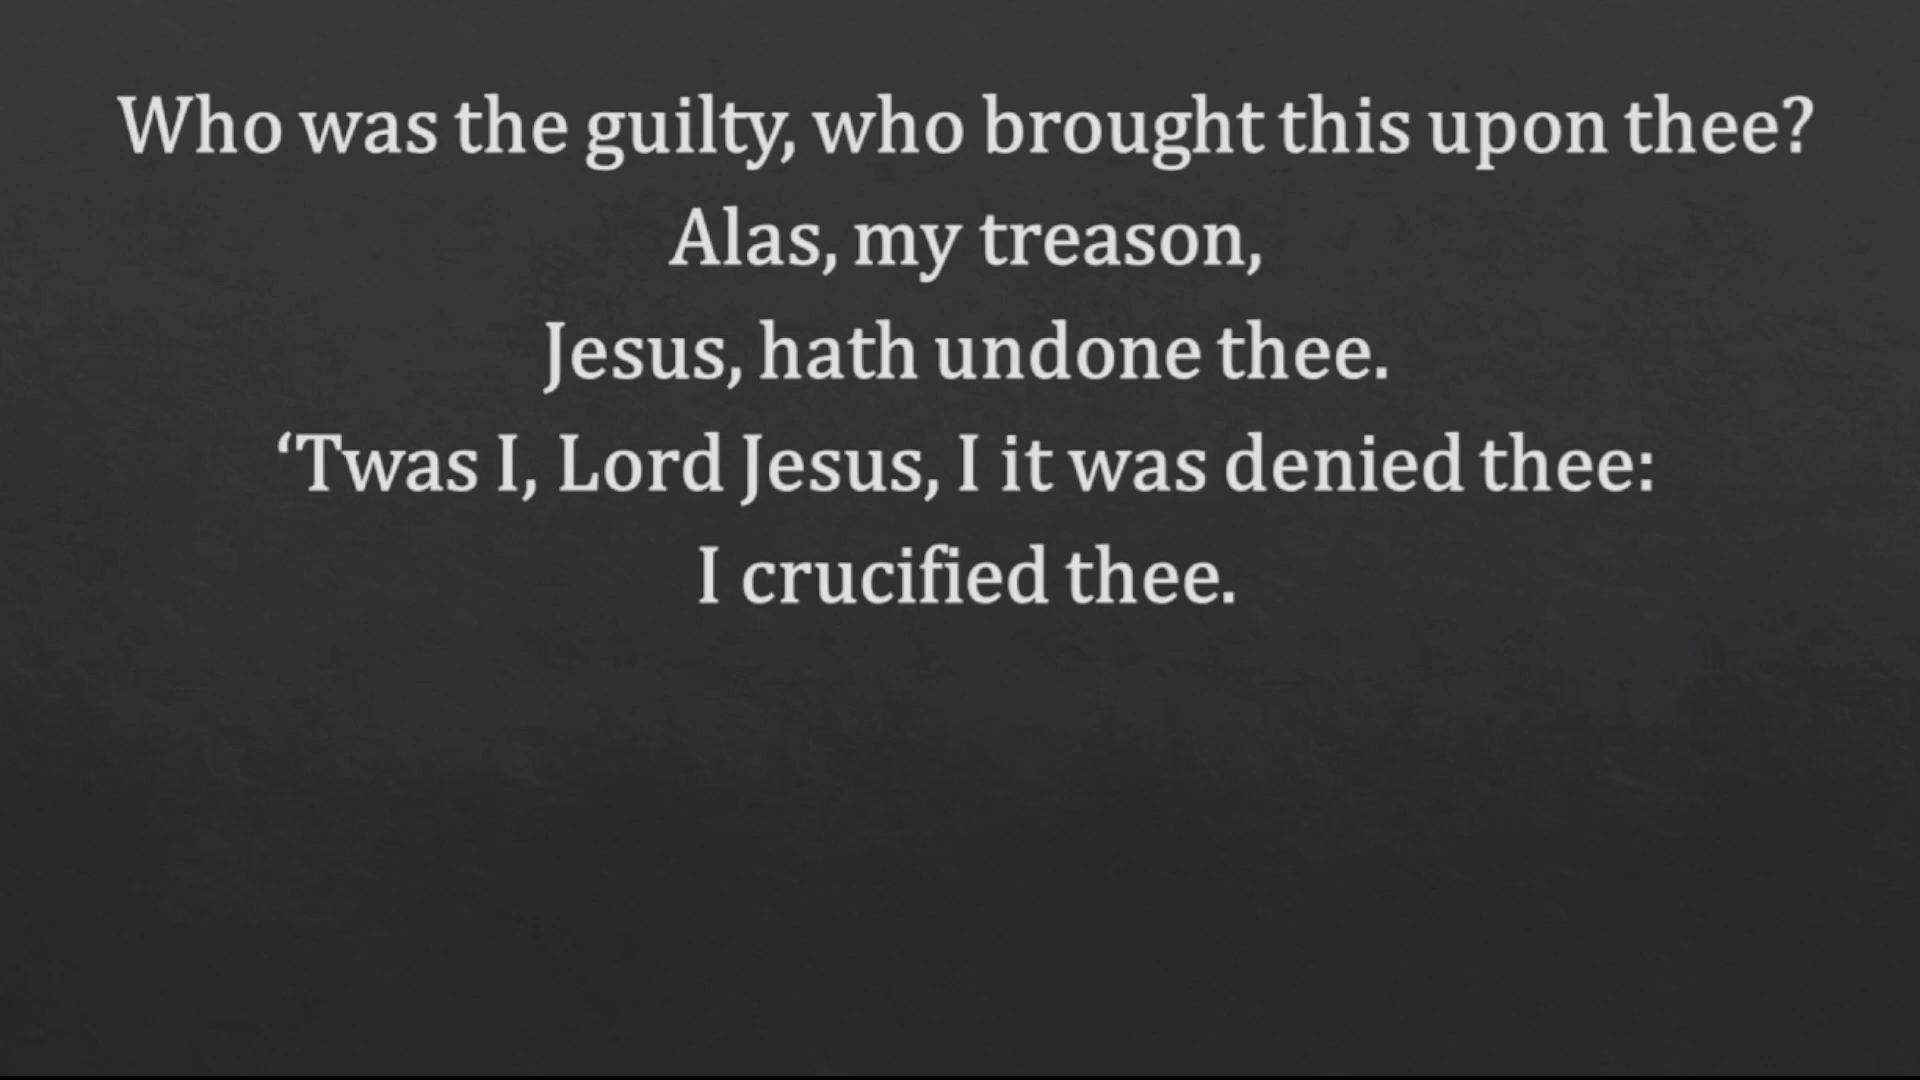 Who was the guilty, who brought this upon thee?
Alas, my treason,
Jesus, hath undone thee.
‘Twas I, Lord Jesus, I it was denied thee:
I crucified thee.